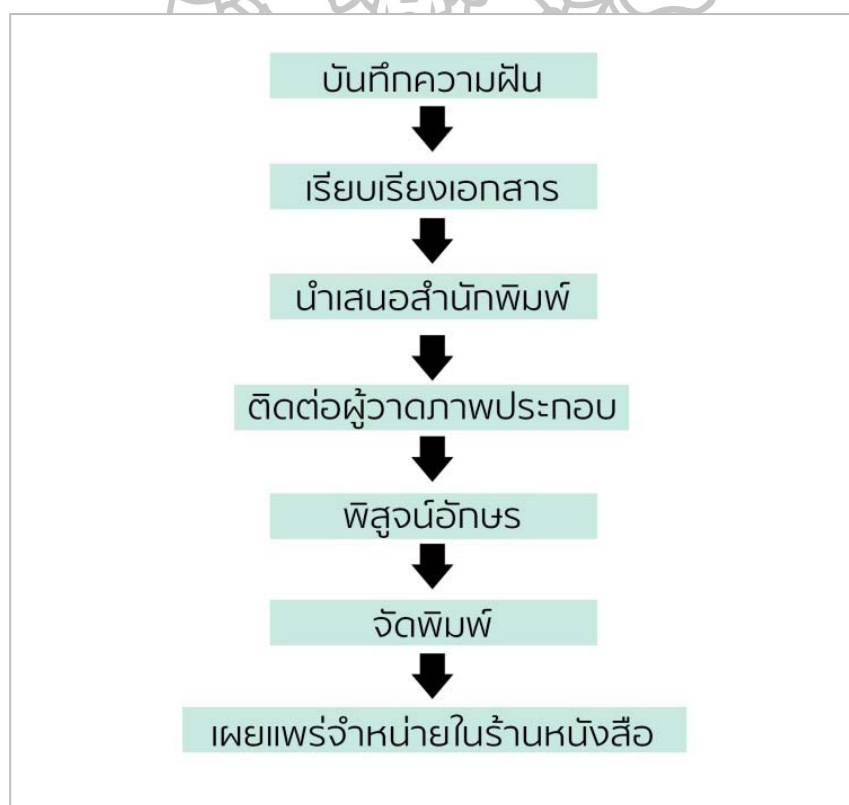 บันทึกความฝัน
เรียบเรียงเอกสาร
นำเสนอสำนักพิมพ์
ติดต่อผู้วาดภาพประกอบ
พิสูจน์อักษร
จัดพิมพ์
เผยแพร่จำหน่ายในร้านหนังสือ